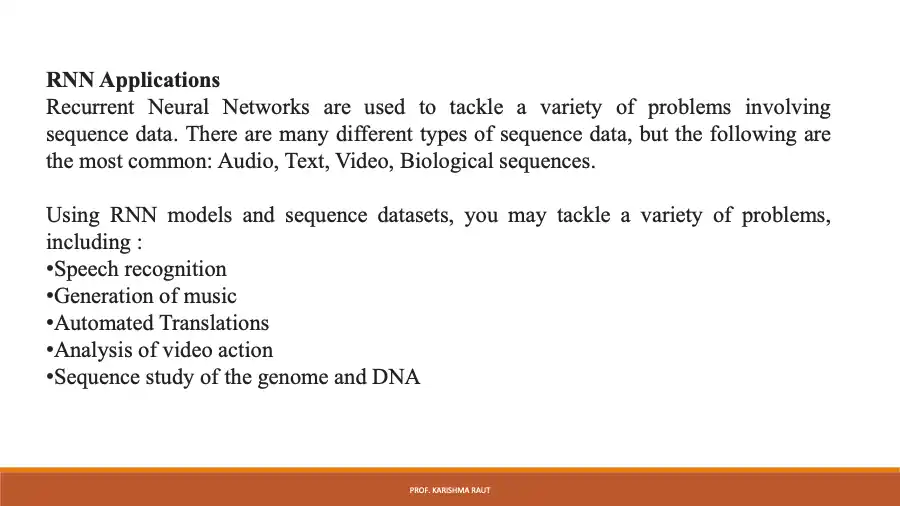 RNN Applications
Recurrent Neural Networks are used to tackle a variety of problems involving
sequence data. There are many different types of sequence data, but the following are
the most common: Audio, Text, Video, Biological sequences.
Using RNN models and sequence datasets, you may tackle a variety of problems,
including :
•Speech recognition
•Generation of music
•Automated Translations
•Analysis of video action
•Sequence study of the genome and DNA
PROF. KARISHMA RAUT